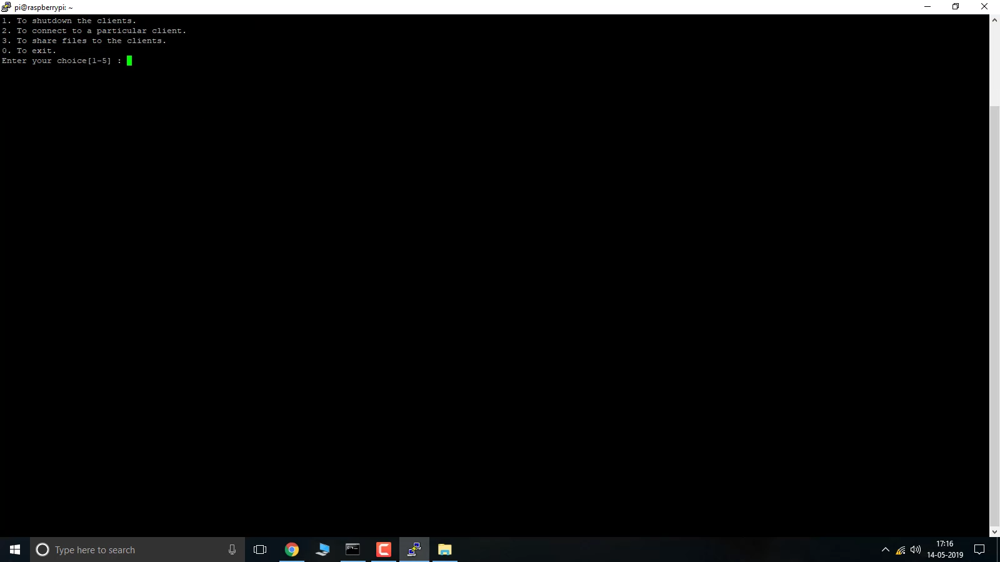 pi@raspberrypi: ~
1. To shutdown the clients.
2. To connect to a particular client.
3. To share files to the clients.
0. To exit.
Enter your choice[1-5] :
Type here to search
17:16
14-05-2019